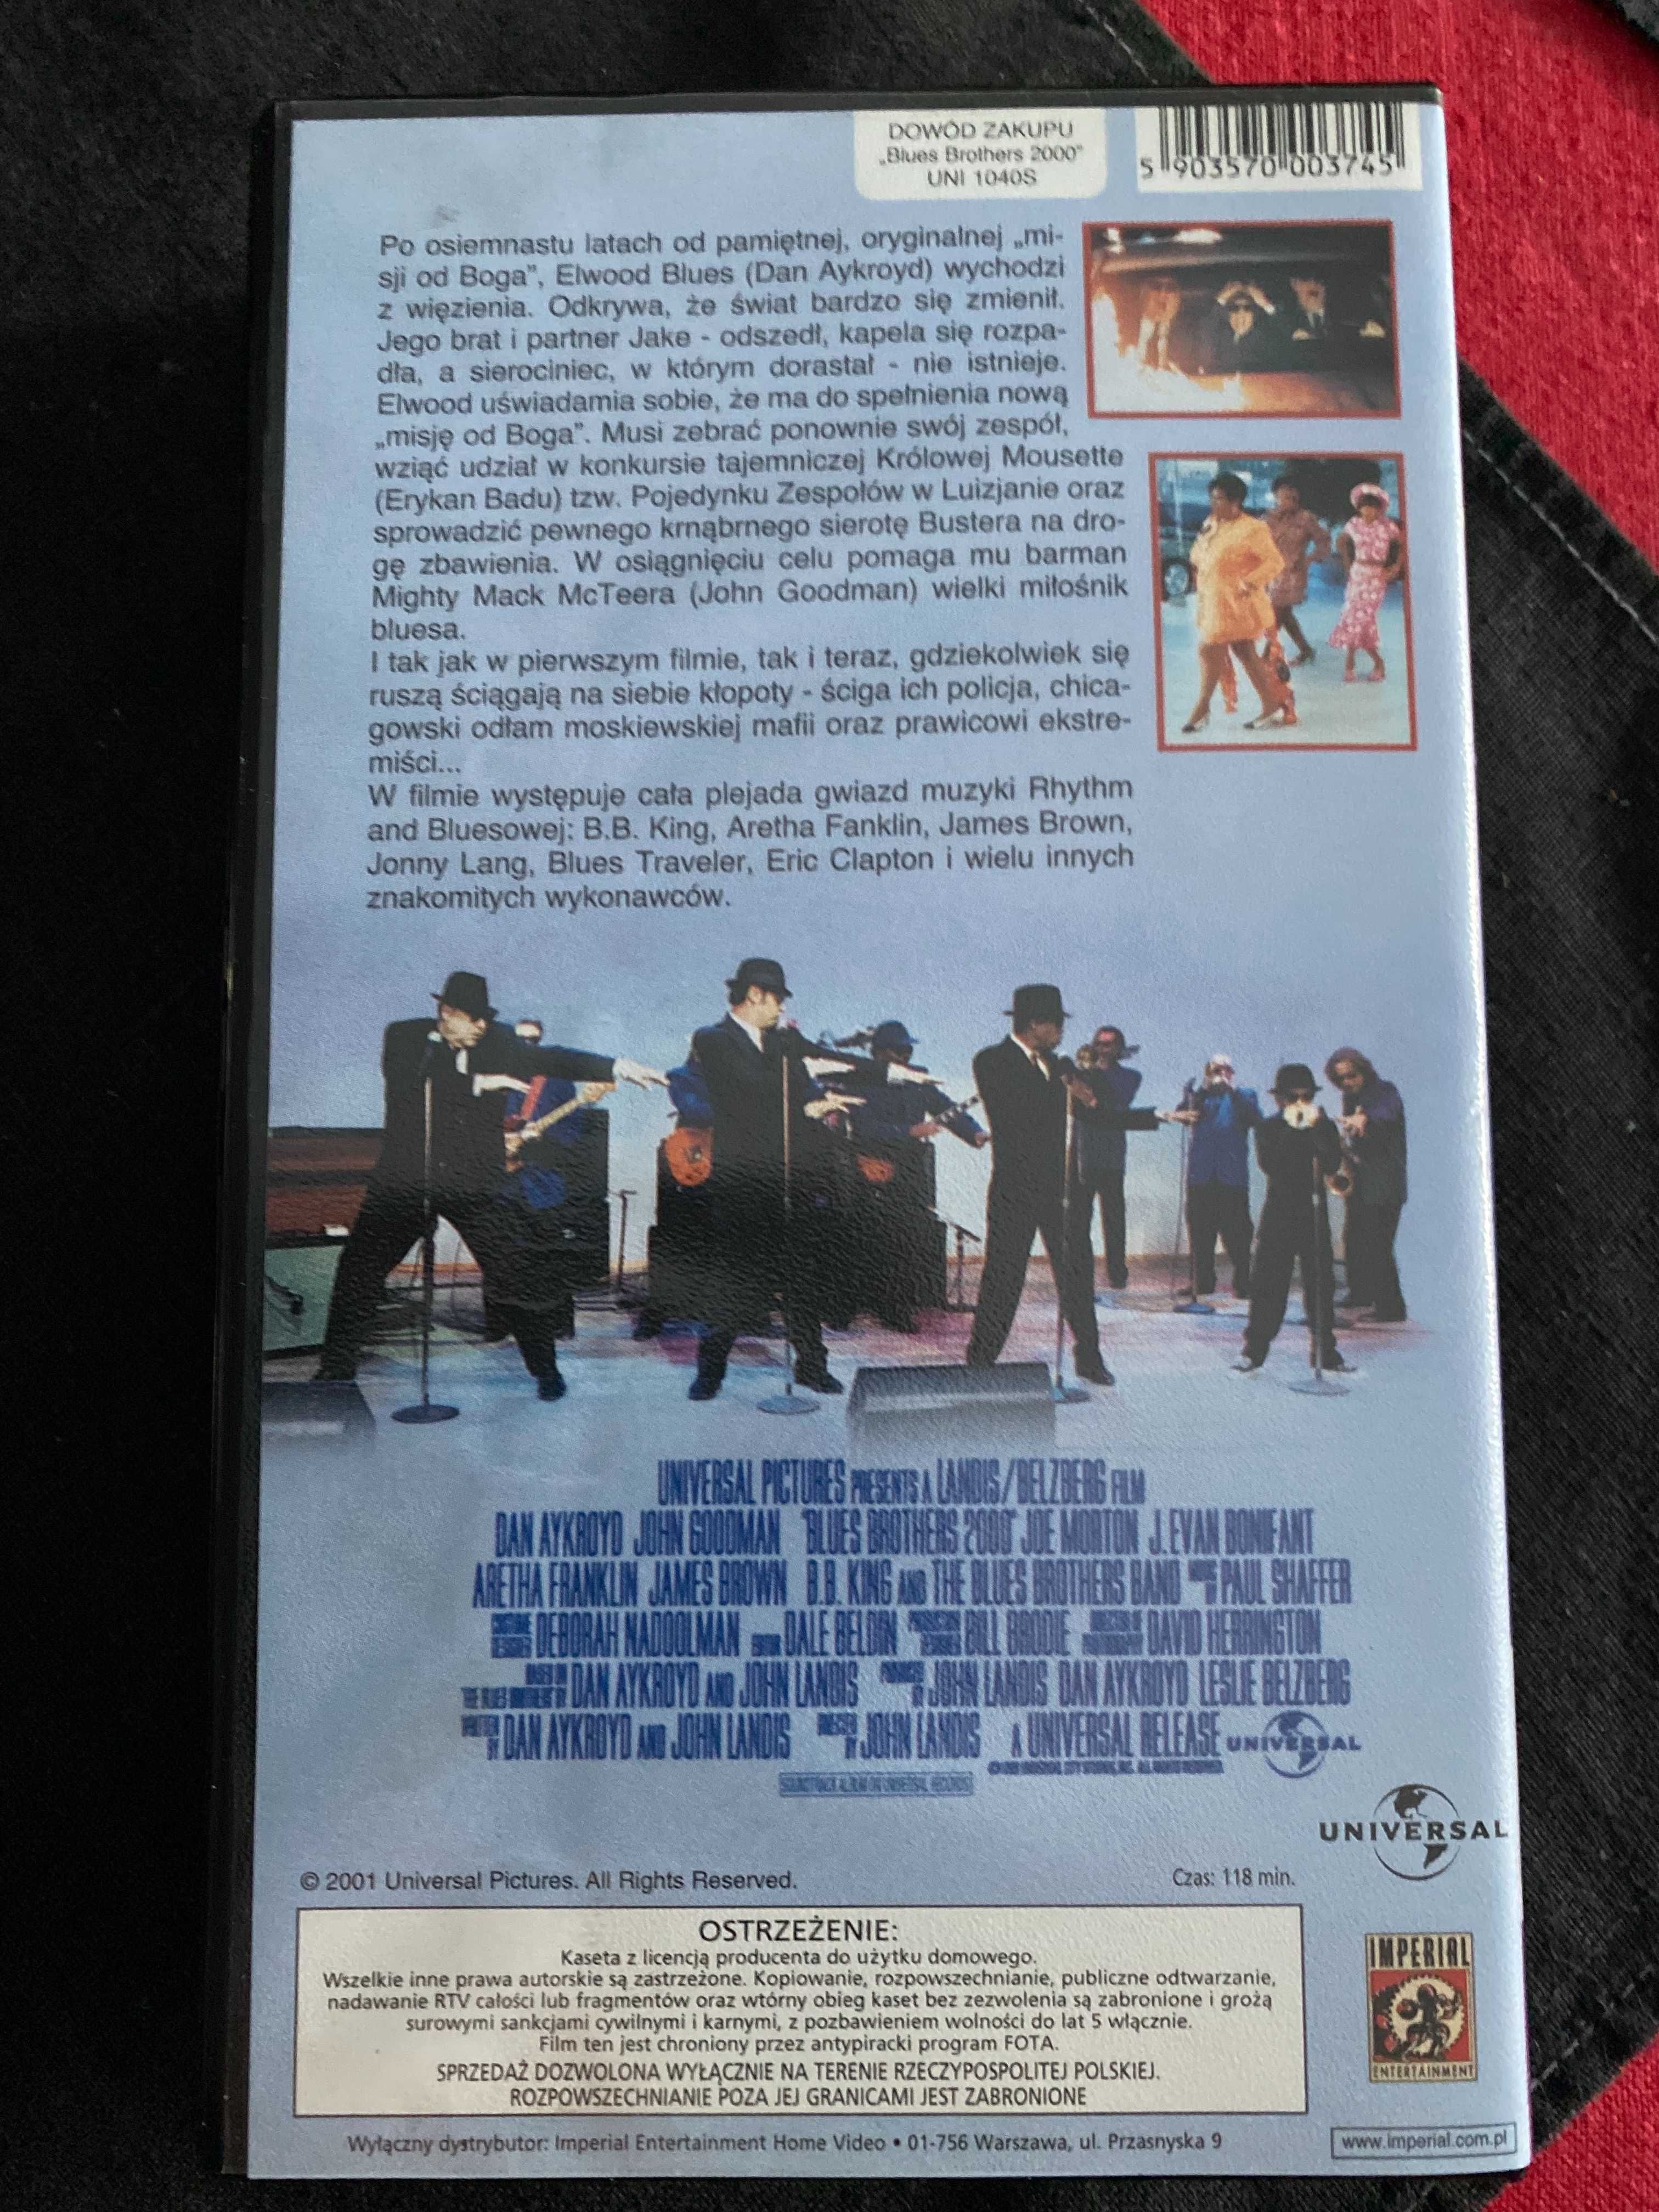 DOWÓD ZAKUPU
„Blues Brothers 2000"
UNI 1040S
5 903570 003745
Po osiemnastu latach od pamiętnej, oryginalnej „mi-
sji od Boga", Elwood Blues (Dan Aykroyd) wychodzi
z więzienia. Odkrywa, że świat bardzo się zmienił.
Jego brat i partner Jake - odszedł, kapela się rozpa-
dła, a sierociniec, w którym dorastał - nie istnieje.
Elwood uświadamia sobie, że ma do spełnienia nową
„misję od Boga". Musi zebrać ponownie swój zespół,
wziąć udział w konkursie tajemniczej Królowej Mousette
(Erykan Badu) tzw. Pojedynku Zespołów w Luizjanie oraz
sprowadzić pewnego krnąbrnego sierotę Bustera na dro-
gę zbawienia. W osiągnięciu celu pomaga mu barman
Mighty Mack McTeera (John Goodman) wielki miłośnik
bluesa.
I tak jak w pierwszym filmie, tak i teraz, gdziekolwiek się
ruszą ściągają na siebie kłopoty - ściga ich policja, chica-
gowski odłam moskiewskiej mafii oraz prawicowi ekstre-
miści...
W filmie występuje cała plejada gwiazd muzyki Rhythm
and Bluesowej: B.B. King, Aretha Fanklin, James Brown,
Jonny Lang, Blues Traveler, Eric Clapton i wielu innych
znakomitych wykonawców.
UNIVERSAL PICTURES PRESENTS A LANDIS/BELZBERG FILM
DAN AYKROYD JOHN GOODMAN "BLUES BROTHERS 2000" JOE MORTON J. EVAN BONIFANT
ARETHA FRANKLIN JAMES BROWN B.B. KING AND THE BLUES BROTHERS BAND PAUL SHAFFER
DEBORAH NADOOLMAN DALE BELDIN BILL BRODIE DAVID HERRINGTON
DAN AYKROYD AND JOHN LANDIS JOHN LANDIS DAN AYKROYD LESLIE BELZBERG
WRITTEN BY DAN AYKROYD AND JOHN LANDIS DIRECTED BY JOHN LANDIS A UNIVERSAL RELEASE UNIVERSAL
SOUNDTRACK ALBUM ON UNIVERSAL RECORDS
UNIVERSAL
© 2001 Universal Pictures. All Rights Reserved.
Czas: 118 min.
OSTRZEŻENIE:
Kaseta z licencją producenta do użytku domowego.
Wszelkie inne prawa autorskie są zastrzeżone. Kopiowanie, rozpowszechnianie, publiczne odtwarzanie,
nadawanie RTV całości lub fragmentów oraz wtórny obieg kaset bez zezwolenia są zabronione i grożą
surowymi sankcjami cywilnymi i karnymi, z pozbawieniem wolności do lat 5 włącznie.
Film ten jest chroniony przez antypiracki program FOTA.
SPRZEDAŻ DOZWOLONA WYŁĄCZNIE NA TERENIE RZECZYPOSPOLITEJ POLSKIEJ.
ROZPOWSZECHNIANIE POZA JEJ GRANICAMI JEST ZABRONIONE
IMPERIAL
ENTERTAINMENT
Wyłączny dystrybutor: Imperial Entertainment Home Video • 01-756 Warszawa, ul. Przasnyska 9
www.imperial.com.pl